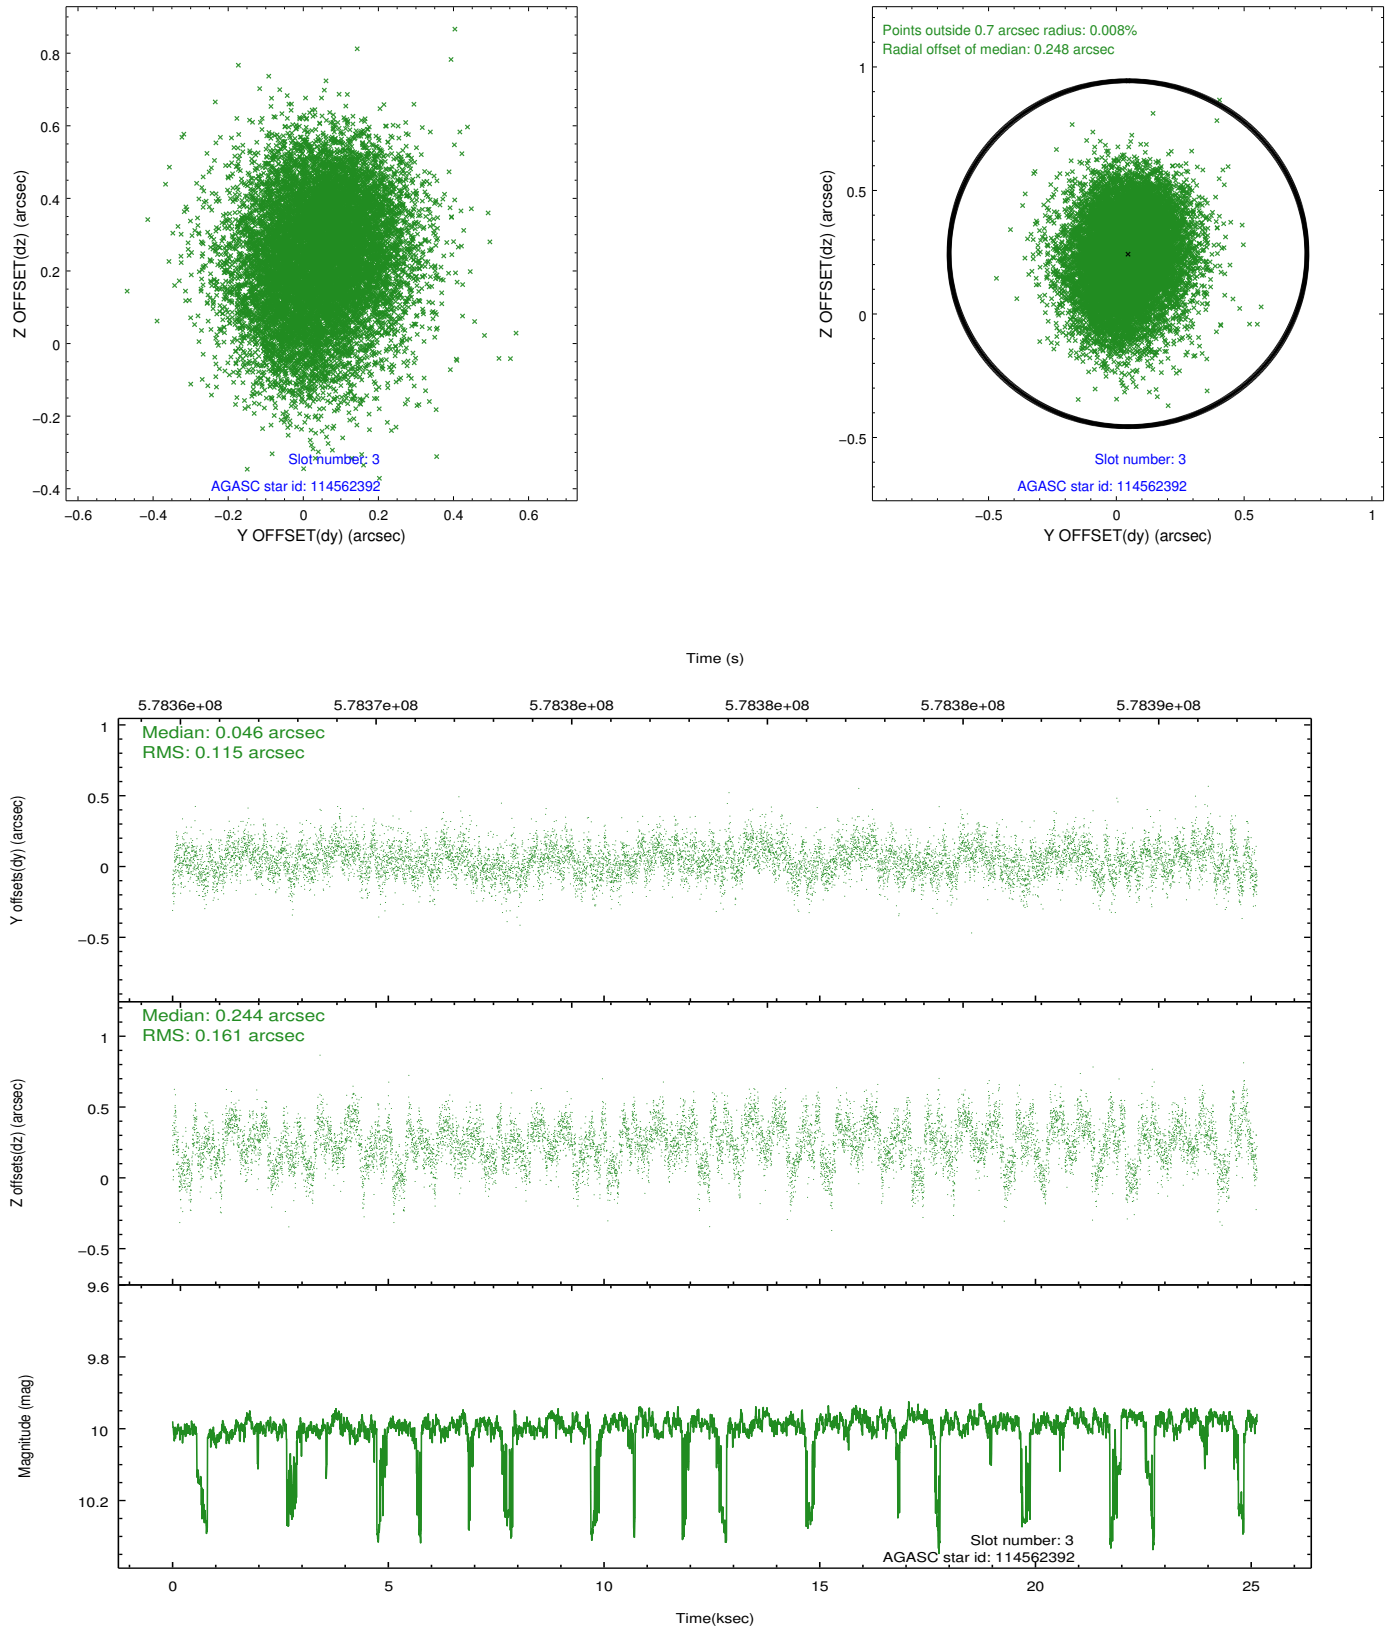 0.8
0.6
0.4
0.2
0
−0.2
−0.4
Z OFFSET(dz) (arcsec)
Slot number: 3
AGASC star id: 114562392
−0.6 −0.4 −0.2 0 0.2 0.4 0.6
Y OFFSET(dy) (arcsec)
Points outside 0.7 arcsec radius: 0.008%
Radial offset of median: 0.248 arcsec
1
0.5
0
−0.5
Z OFFSET(dz) (arcsec)
Slot number: 3
AGASC star id: 114562392
−0.5 0 0.5 1
Y OFFSET(dy) (arcsec)
Time (s)
5.7836e+08 5.7837e+08 5.7838e+08 5.7838e+08 5.7838e+08 5.7839e+08
Median: 0.046 arcsec
RMS: 0.115 arcsec
1
0.5
0
−0.5
Y offsets(dy) (arcsec)
Median: 0.244 arcsec
RMS: 0.161 arcsec
1
0.5
0
−0.5
Z offsets(dz) (arcsec)
9.6
9.8
10
10.2
Magnitude (mag)
Slot number: 3
AGASC star id: 114562392
0 5 10 15 20 25
Time(ksec)